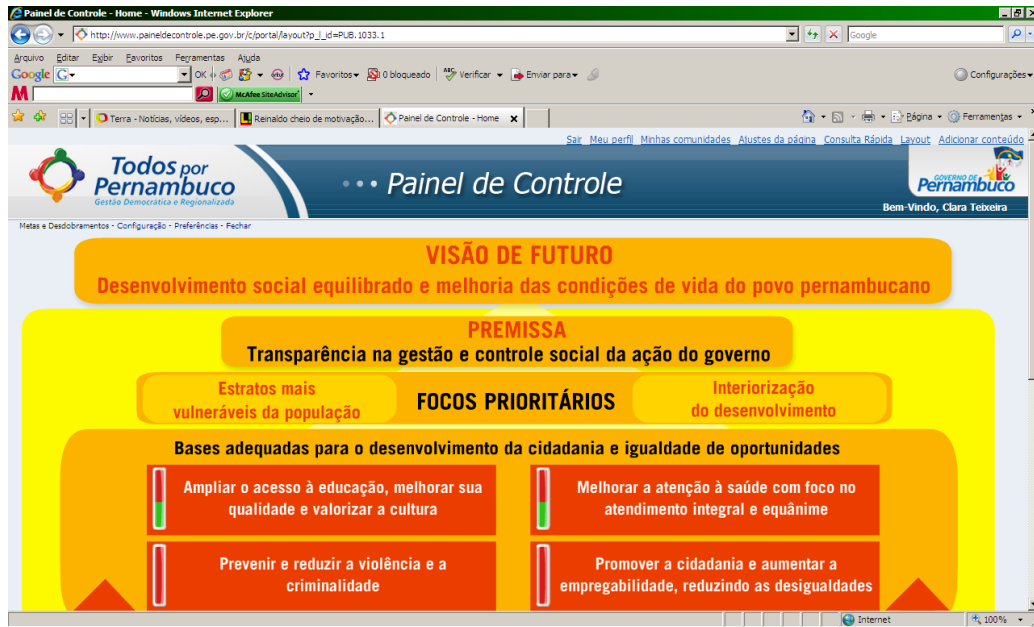 Painel de Controle - Home - Windows Internet Explorer
http://www.paineldecontrole.pe.gov.br/c/portal/layout?p_l_id=PUB.1033.1
Google
Arquivo Editar Exibir Favoritos Ferramentas Ajuda
Google G OK Favoritos 0 bloqueado ABC Verificar Enviar para Configurações
M McAfee SiteAdvisor
Terra - Notícias, vídeos, esp... Reinaldo cheio de motivação... Painel de Controle - Home x Página Ferramentas
Sair Meu perfil Minhas comunidades Ajustes da página Consulta Rápida Layout Adicionar conteúdo
Todos por
Pernambuco
Gestão Democrática e Regionalizada
Painel de Controle
GOVERNO DE
Pernambuco
Bem-Vindo, Clara Teixeira
Metas e Desdobramentos - Configuração - Preferências - Fechar
VISÃO DE FUTURO
Desenvolvimento social equilibrado e melhoria das condições de vida do povo pernambucano
PREMISSA
Transparência na gestão e controle social da ação do governo
Estratos mais
vulneráveis da população
FOCOS PRIORITÁRIOS
Interiorização
do desenvolvimento
Bases adequadas para o desenvolvimento da cidadania e igualdade de oportunidades
Ampliar o acesso à educação, melhorar sua
qualidade e valorizar a cultura
Melhorar a atenção à saúde com foco no
atendimento integral e equânime
Prevenir e reduzir a violência e a
criminalidade
Promover a cidadania e aumentar a
empregabilidade, reduzindo as desigualdades
Internet 100%